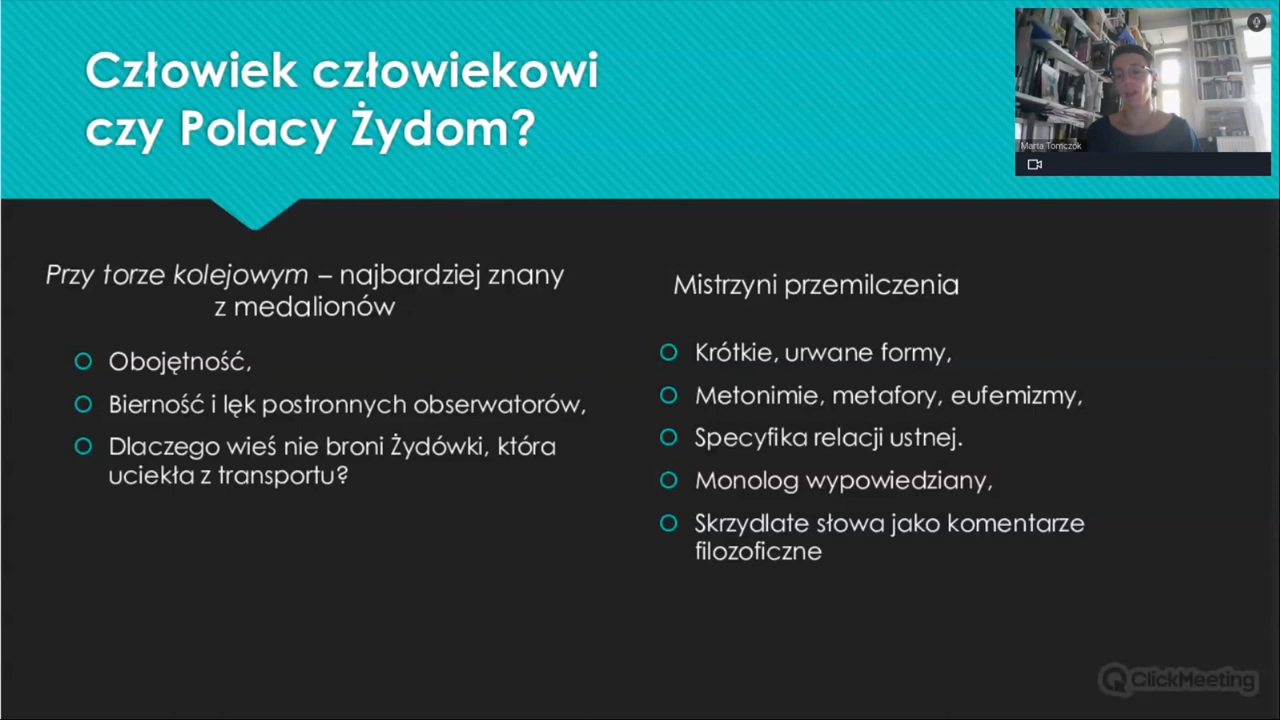 Człowiek człowiekowi
czy Polacy Żydom?
Marta Tomczok
Przy torze kolejowym – najbardziej znany
z medalionów
Obojętność,
Bierność i lęk postronnych obserwatorów,
Dlaczego wieś nie broni Żydówki, która
uciekła z transportu?
Mistrzyni przemilczenia
Krótkie, urwane formy,
Metonimie, metafory, eufemizmy,
Specyfika relacji ustnej.
Monolog wypowiedziany,
Skrzydlate słowa jako komentarze
filozoficzne
ClickMeeting